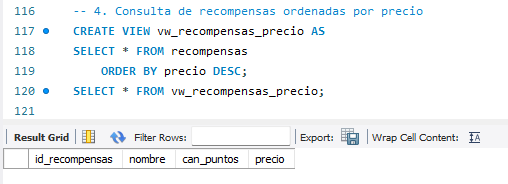 116 -- 4. Consulta de recompensas ordenadas por precio
117 CREATE VIEW vw_recompensas_precio AS
118 SELECT * FROM recompensas
119 ORDER BY precio DESC;
120 SELECT * FROM vw_recompensas_precio;
121
Result Grid Filter Rows: Export: Wrap Cell Content:
id_recompensas nombre can_puntos precio